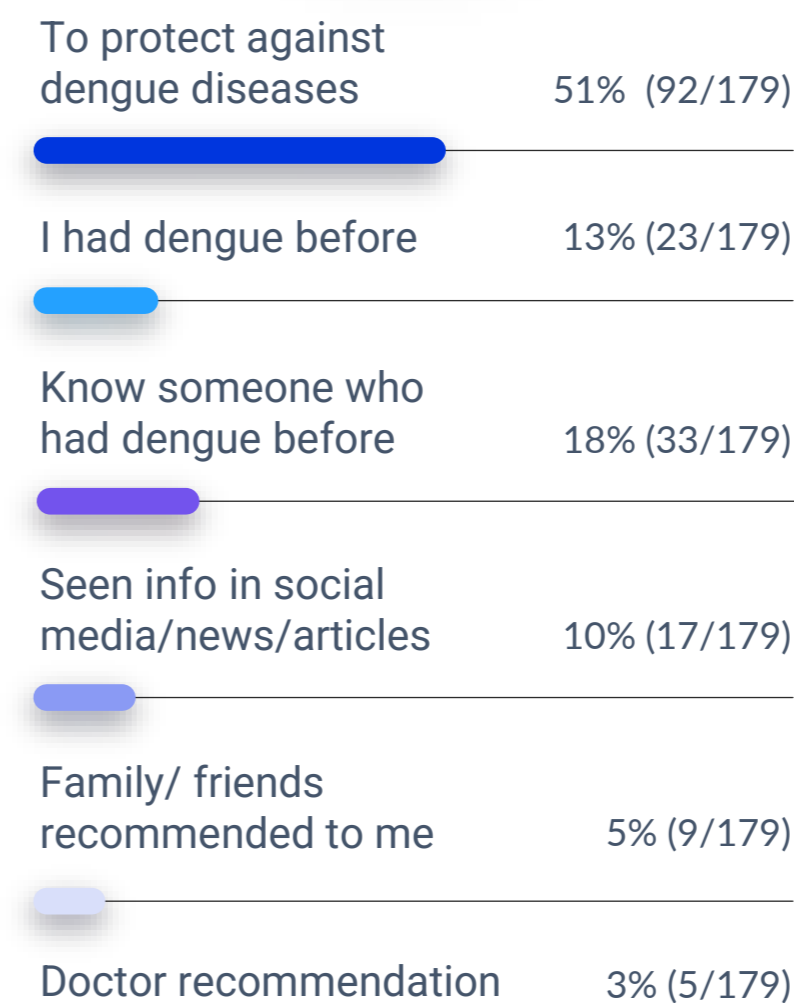 To protect against
dengue diseases 51% (92/179)
I had dengue before 13% (23/179)
Know someone who
had dengue before 18% (33/179)
Seen info in social
media/news/articles 10% (17/179)
Family/ friends
recommended to me 5% (9/179)
Doctor recommendation 3% (5/179)